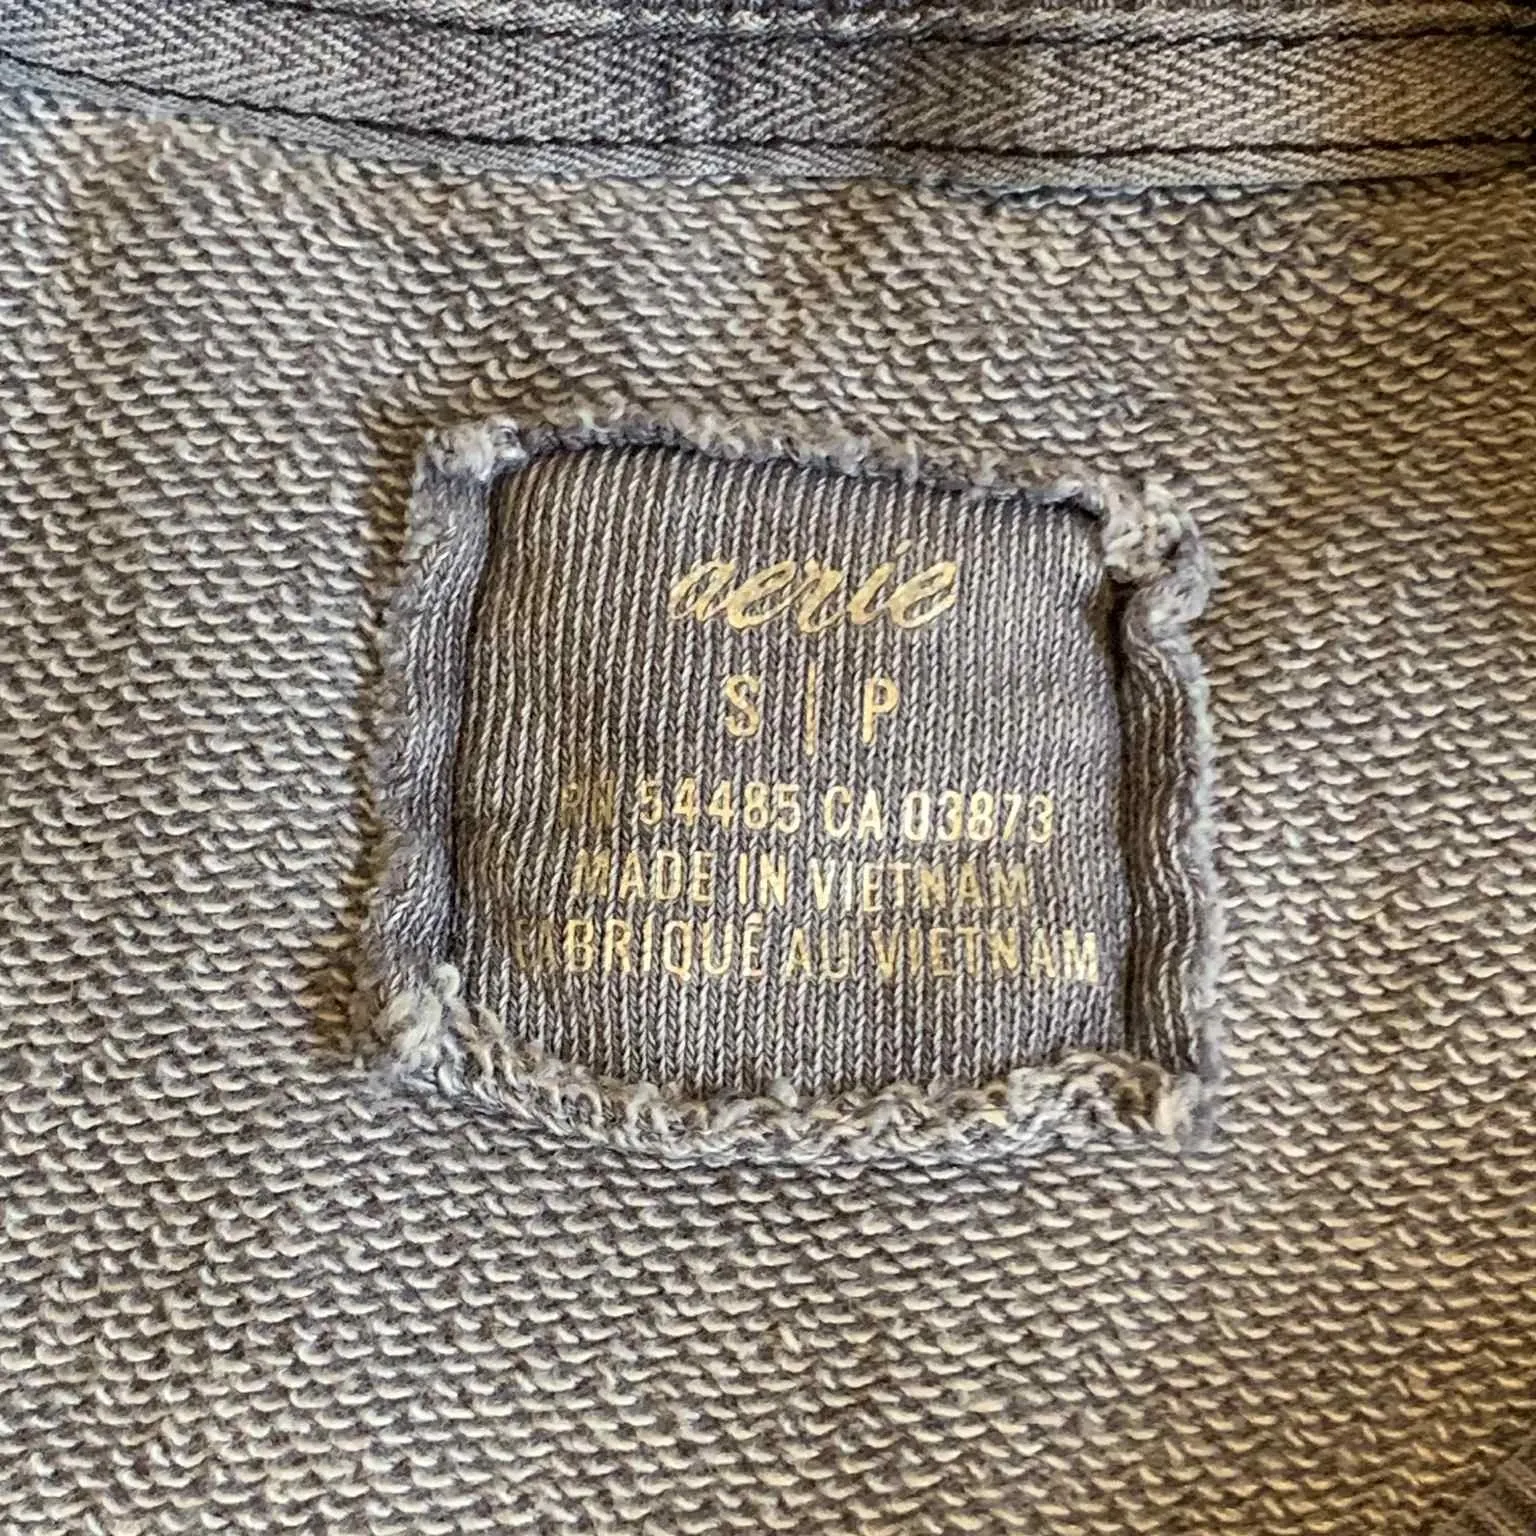 aerie
S | P
RN 54485 CA 03873
MADE IN VIETNAM
FABRIQUÉ AU VIETNAM